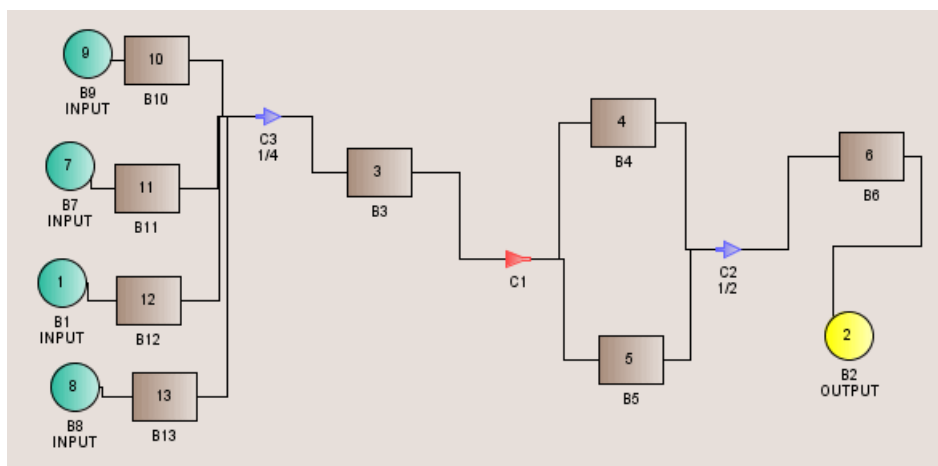 9
B9
INPUT
10
B10
7
B7
INPUT
11
B11
1
B1
INPUT
12
B12
8
B8
INPUT
13
B13
C3
1/4
3
B3
C1
4
B4
5
B5
C2
1/2
6
B6
2
B2
OUTPUT